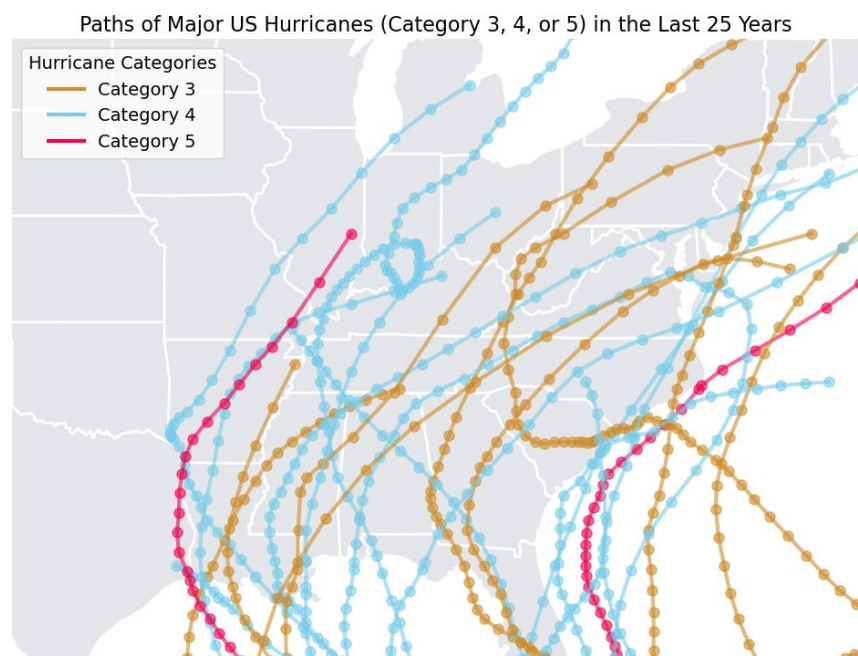 Paths of Major US Hurricanes (Category 3, 4, or 5) in the Last 25 Years
Hurricane Categories
Category 3
Category 4
Category 5